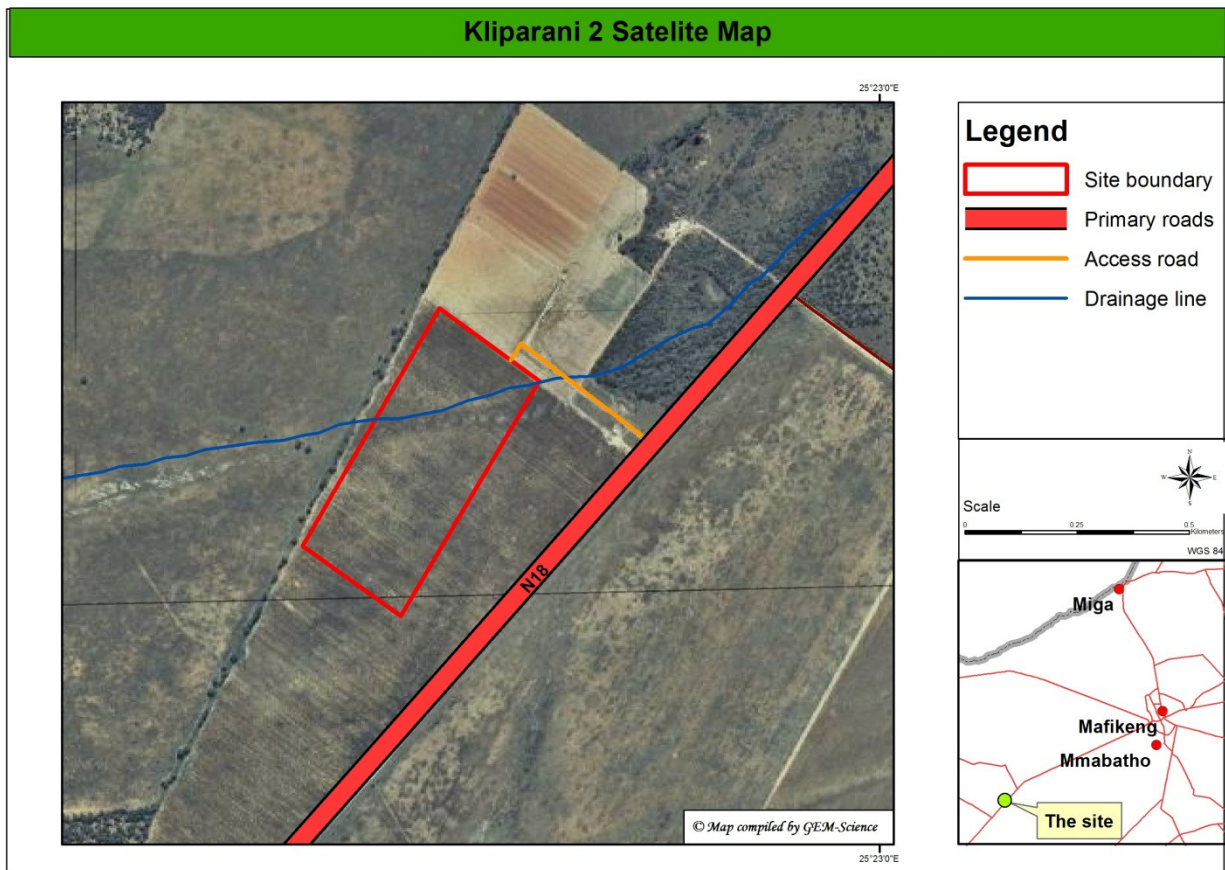 Kliparani 2 Satelite Map
25°23'0"E
N18
© Map compiled by GEM-Science
25°23'0"E
Legend
Site boundary
Primary roads
Access road
Drainage line
N
W E
S
Scale
0 0.25 0.5
Kilometers
WGS 84
Miga
Mafikeng
Mmabatho
The site